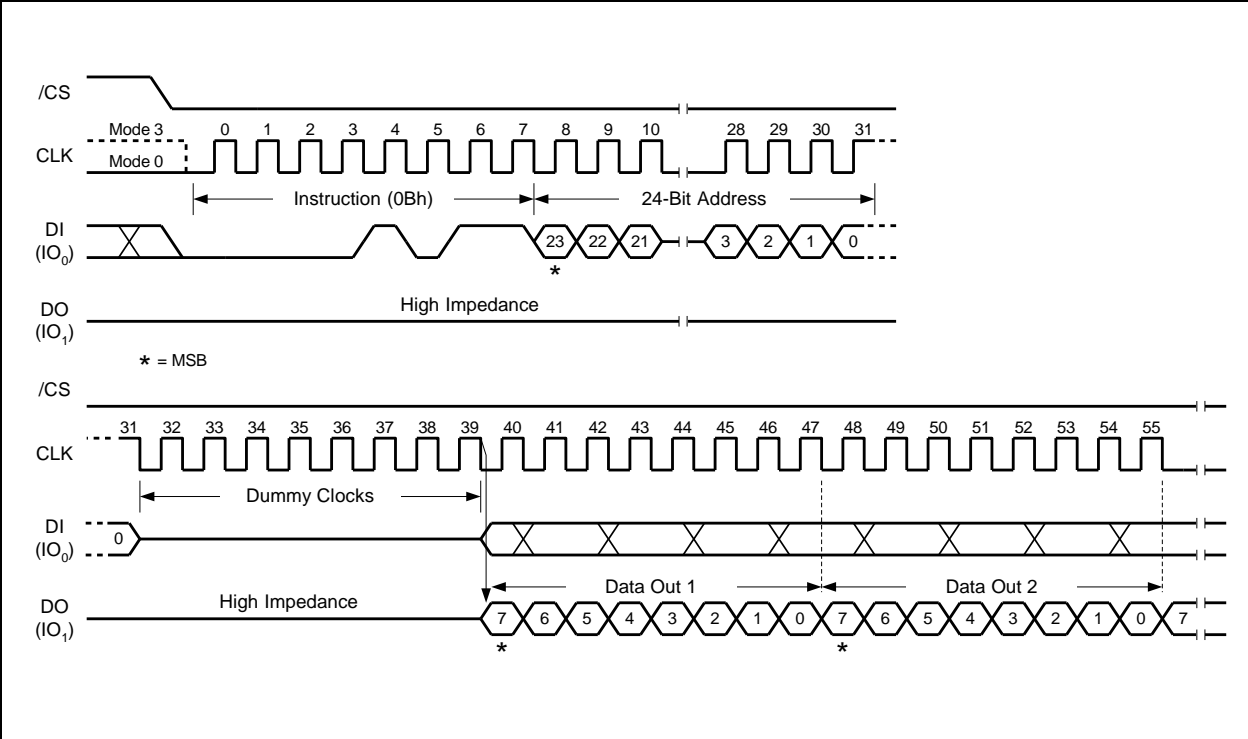 /CS
Mode 3 0 1 2 3 4 5 6 7 8 9 10 28 29 30 31
CLK
Mode 0
Instruction (0Bh) 24-Bit Address
DI
(IO0) 23 22 21 3 2 1 0
*
DO High Impedance
(IO1)
* = MSB
/CS
31 32 33 34 35 36 37 38 39 40 41 42 43 44 45 46 47 48 49 50 51 52 53 54 55
CLK
Dummy Clocks
DI
(IO0) 0
Data Out 1 Data Out 2
DO High Impedance
(IO1) 7 6 5 4 3 2 1 0 7 6 5 4 3 2 1 0 7
* *